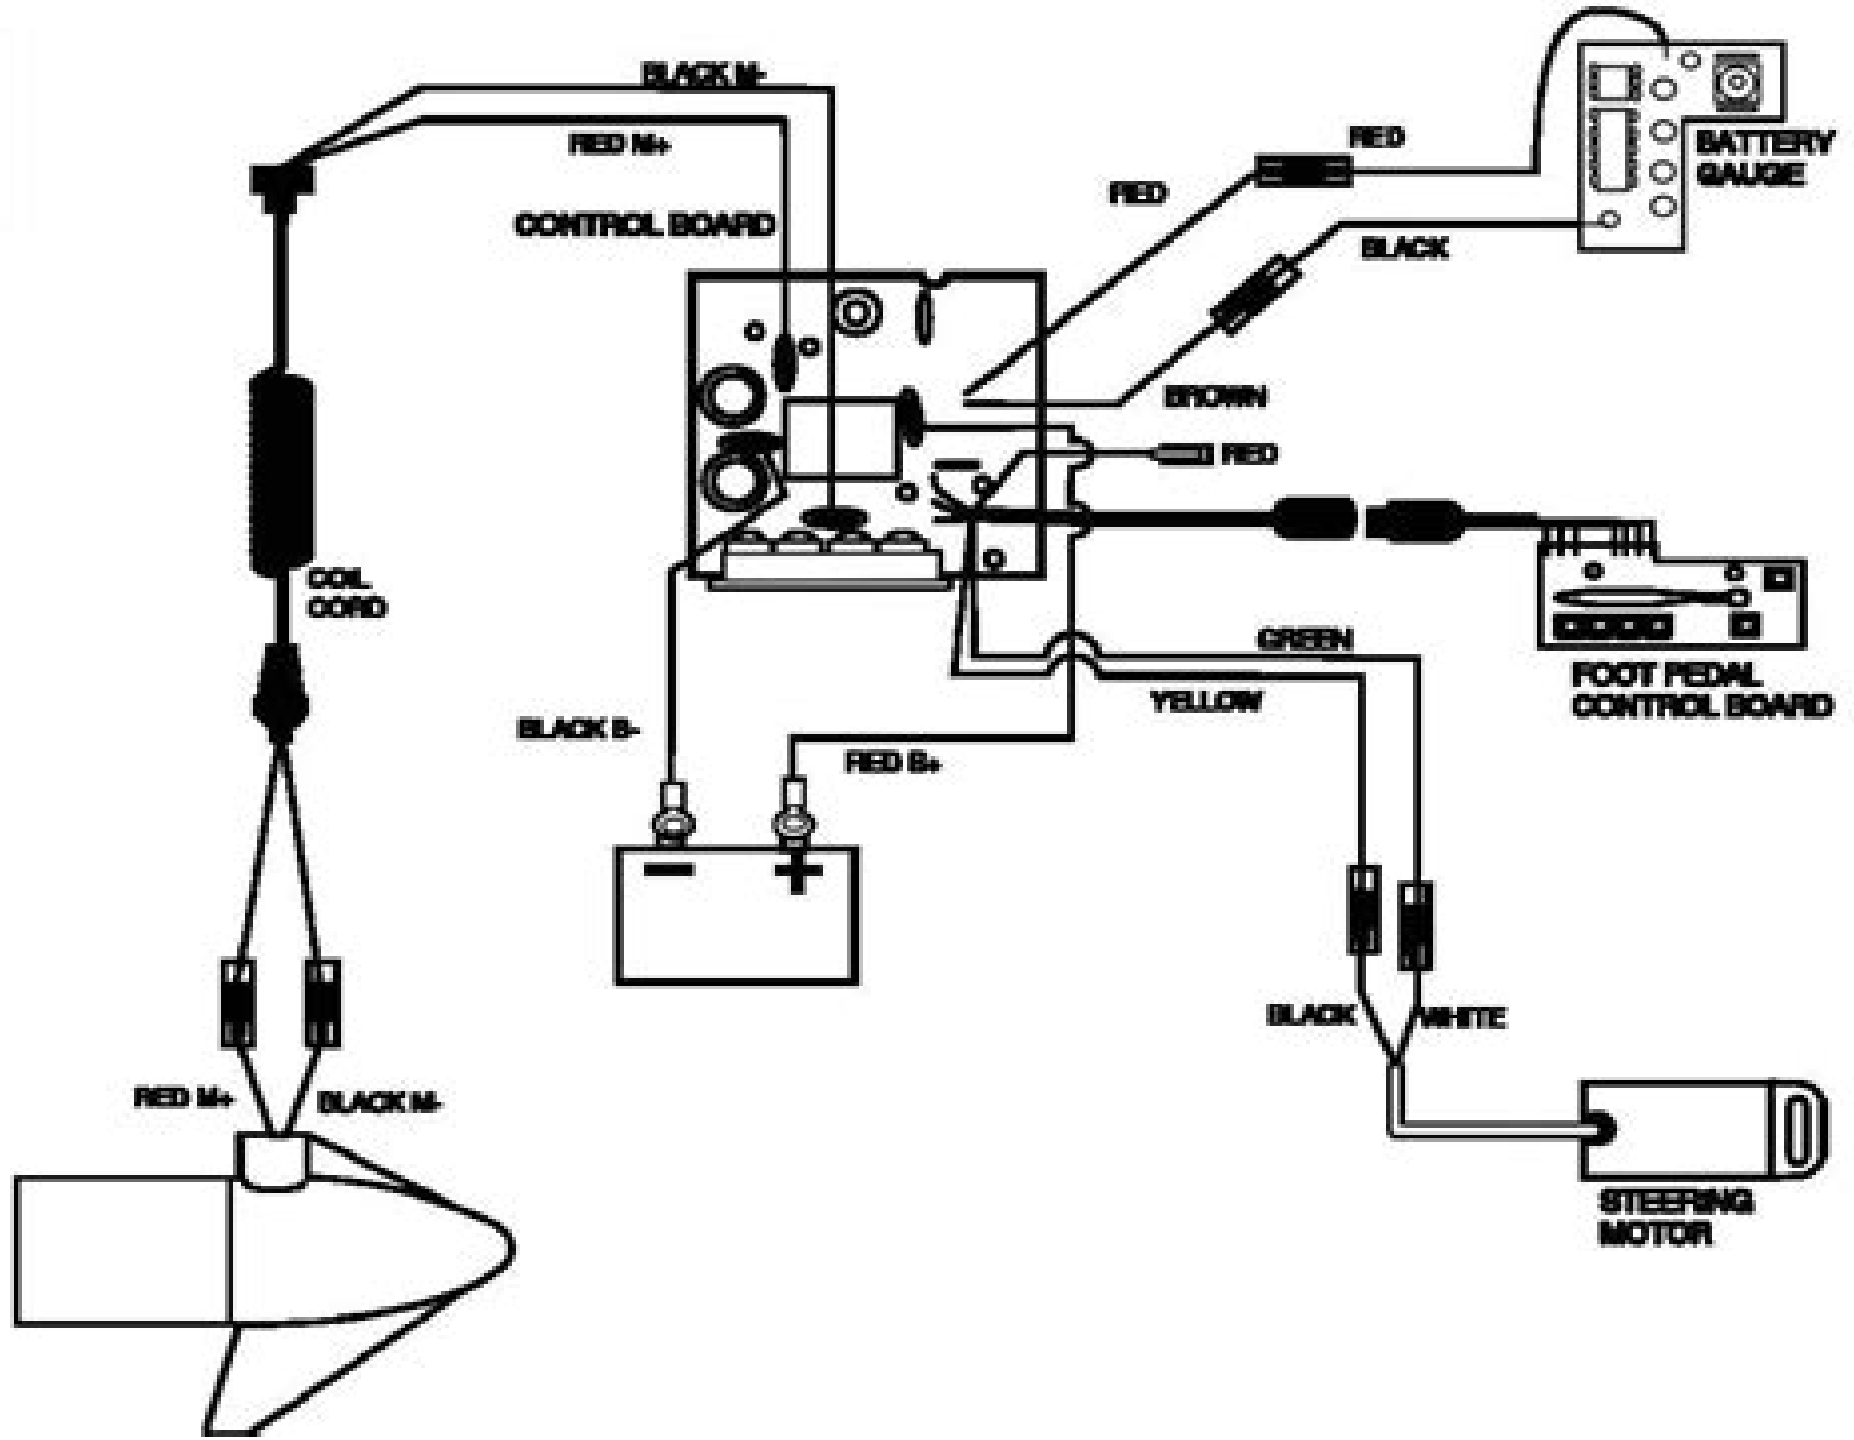 BLACK M-
RED M+
RED
RED
BATTERY
GAUGE
CONTROL BOARD
BLACK
BROWN
RED
COIL
CORD
GREEN
YELLOW
FOOT PEDAL
CONTROL BOARD
BLACK B-
RED B+
BLACK
WHITE
RED M+
BLACK M-
STEERING
MOTOR